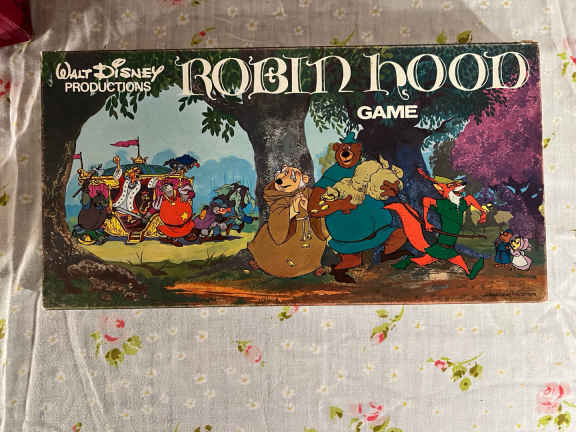 WALT DISNEY
PRODUCTIONS
ROBIN HOOD
GAME